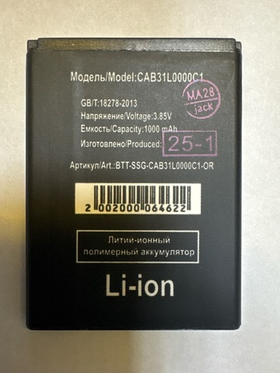 Модель/Model:CAB31L0000C1
MA28
jack
GB/T:18278-2013
Напряжение/Voltage: 3.85V
Емкость/Capacity:1000 mAh
Изготовлено/Produced: 25-1
Артикул/Art.:BTT-SSG-CAB31L0000C1-OR
2 002000 064622
Литий-ионный
полимерный аккумулятор
Li-ion